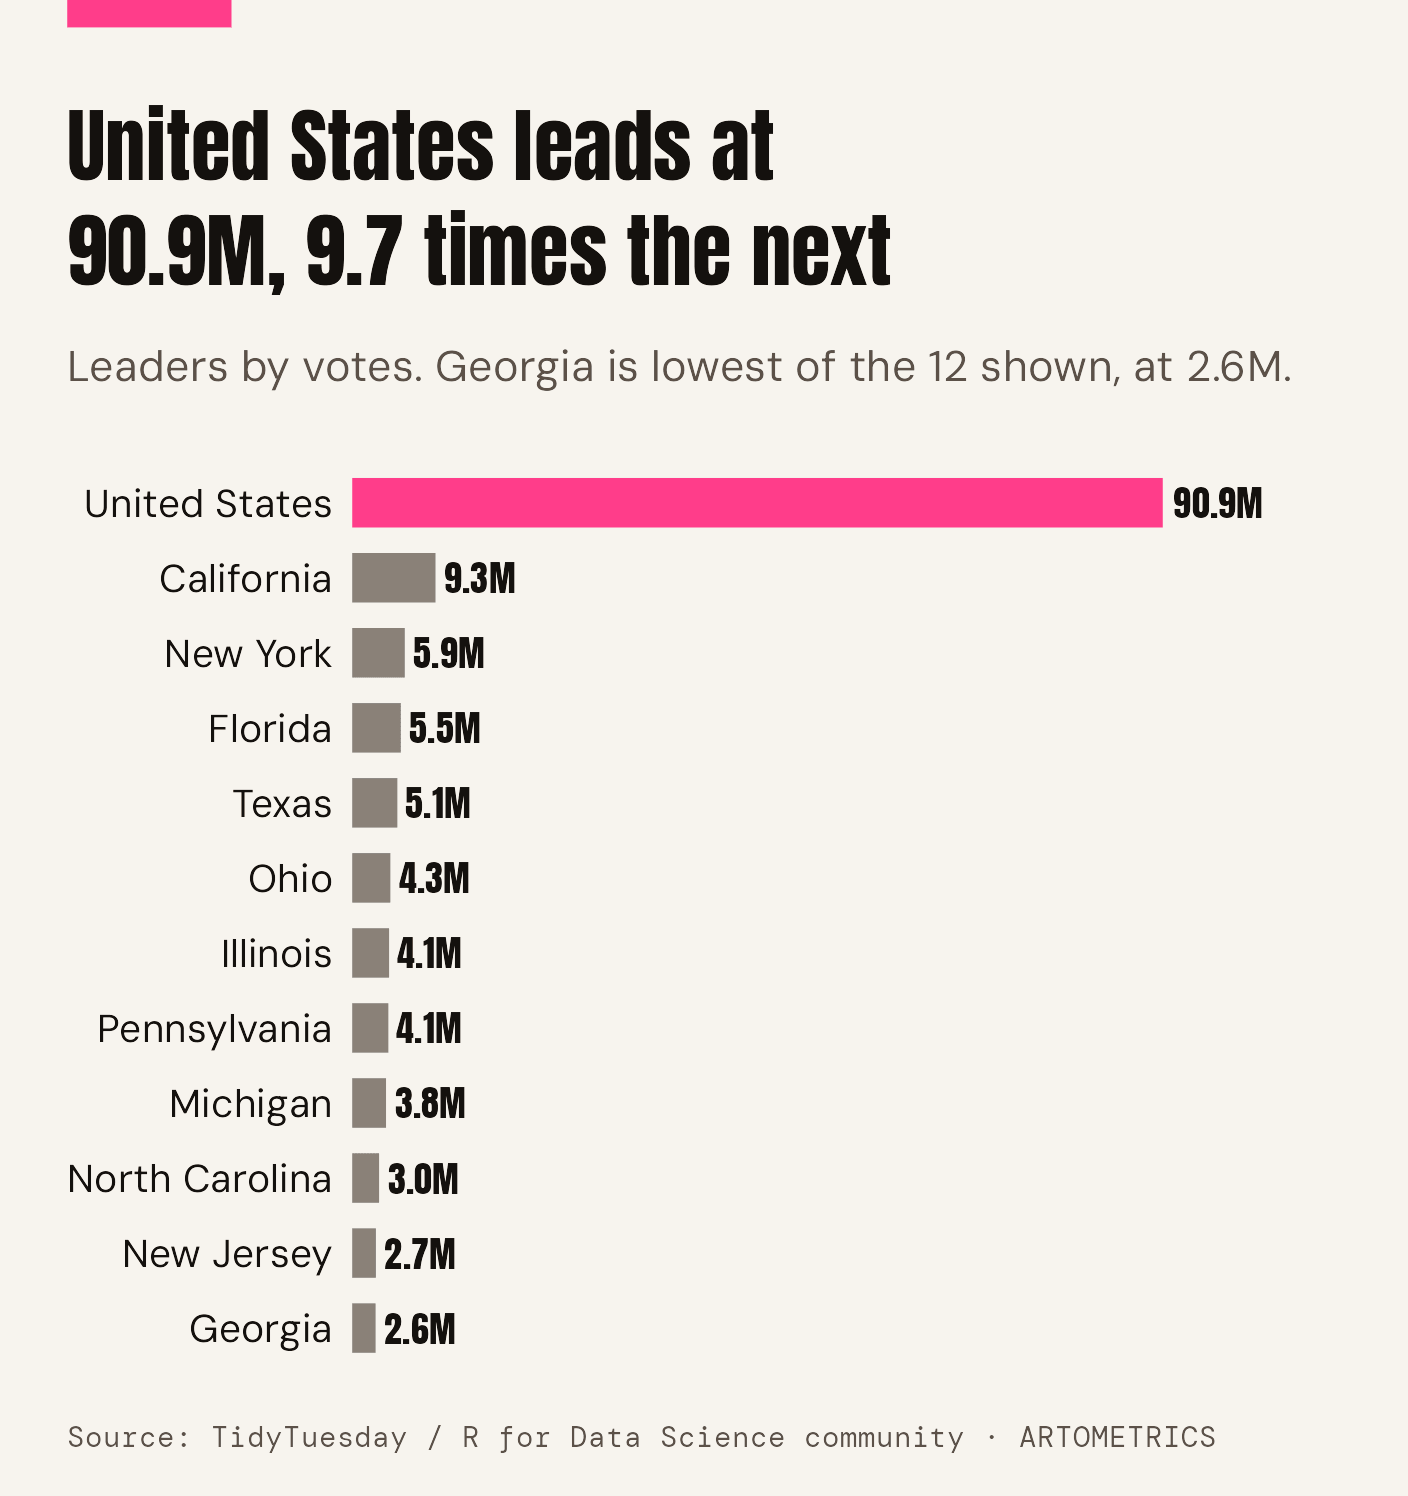 United States leads at
90.9M, 9.7 times the next
Leaders by votes. Georgia is lowest of the 12 shown, at 2.6M.
United States 90.9M
California 9.3M
New York 5.9M
Florida 5.5M
Texas 5.1M
Ohio 4.3M
Illinois 4.1M
Pennsylvania 4.1M
Michigan 3.8M
North Carolina 3.0M
New Jersey 2.7M
Georgia 2.6M
Source: TidyTuesday / R for Data Science community · ARTOMETRICS